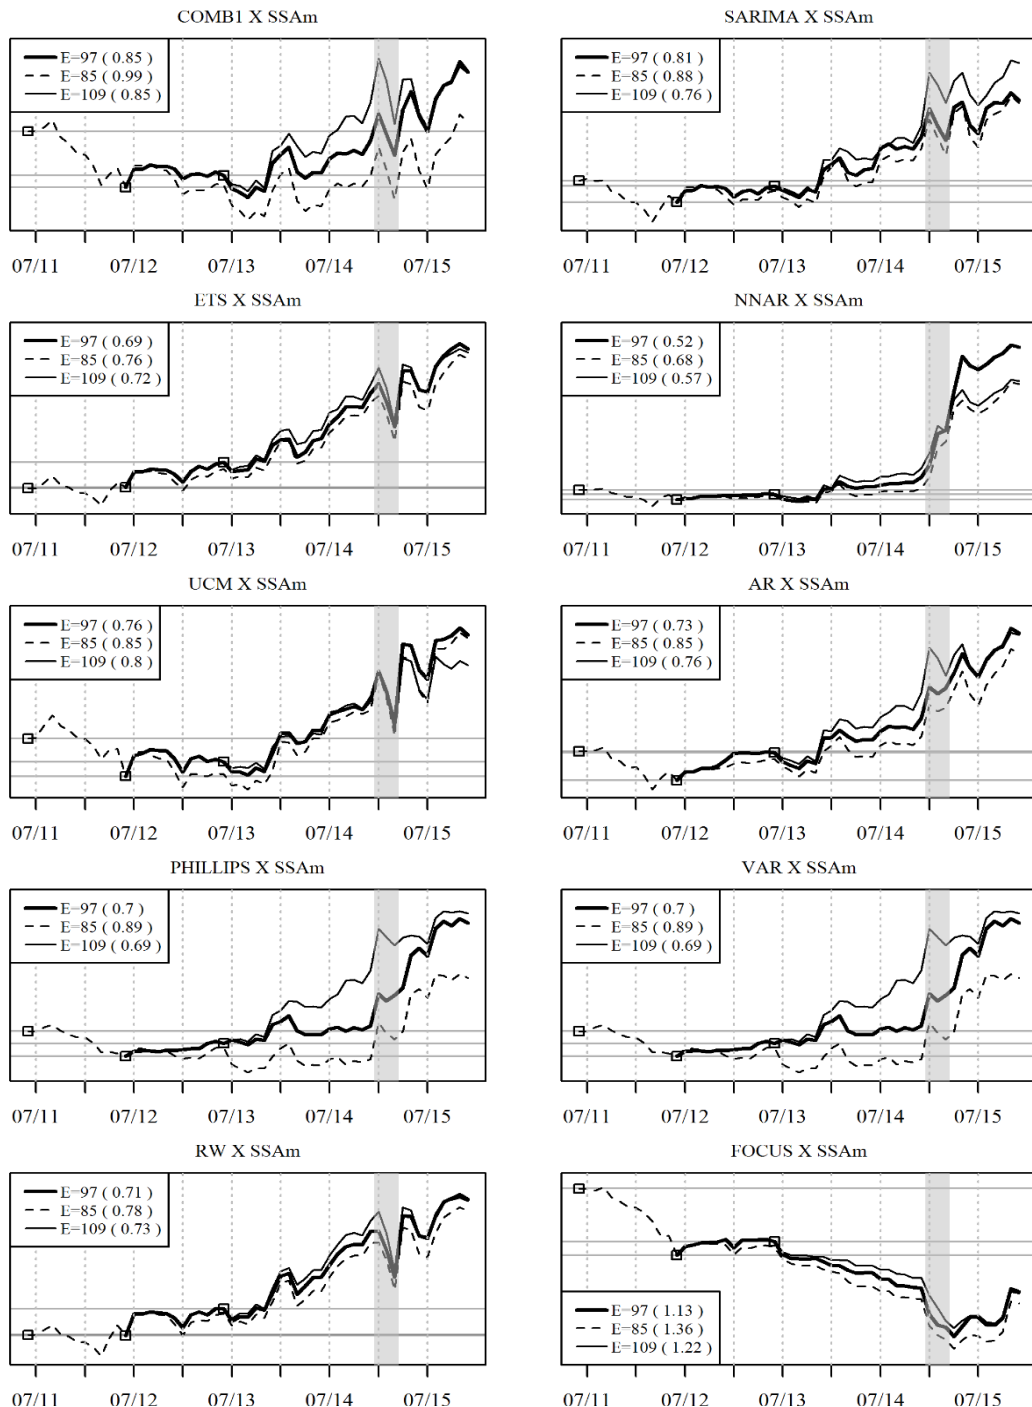 COMB1 X SSAm
E=97 ( 0.85 )
E=85 ( 0.99 )
E=109 ( 0.85 )
07/11 07/12 07/13 07/14 07/15
SARIMA X SSAm
E=97 ( 0.81 )
E=85 ( 0.88 )
E=109 ( 0.76 )
07/11 07/12 07/13 07/14 07/15
ETS X SSAm
E=97 ( 0.69 )
E=85 ( 0.76 )
E=109 ( 0.72 )
07/11 07/12 07/13 07/14 07/15
NNAR X SSAm
E=97 ( 0.52 )
E=85 ( 0.68 )
E=109 ( 0.57 )
07/11 07/12 07/13 07/14 07/15
UCM X SSAm
E=97 ( 0.76 )
E=85 ( 0.85 )
E=109 ( 0.8 )
07/11 07/12 07/13 07/14 07/15
AR X SSAm
E=97 ( 0.73 )
E=85 ( 0.85 )
E=109 ( 0.76 )
07/11 07/12 07/13 07/14 07/15
PHILLIPS X SSAm
E=97 ( 0.7 )
E=85 ( 0.89 )
E=109 ( 0.69 )
07/11 07/12 07/13 07/14 07/15
VAR X SSAm
E=97 ( 0.7 )
E=85 ( 0.89 )
E=109 ( 0.69 )
07/11 07/12 07/13 07/14 07/15
RW X SSAm
E=97 ( 0.71 )
E=85 ( 0.78 )
E=109 ( 0.73 )
07/11 07/12 07/13 07/14 07/15
FOCUS X SSAm
E=97 ( 1.13 )
E=85 ( 1.36 )
E=109 ( 1.22 )
07/11 07/12 07/13 07/14 07/15